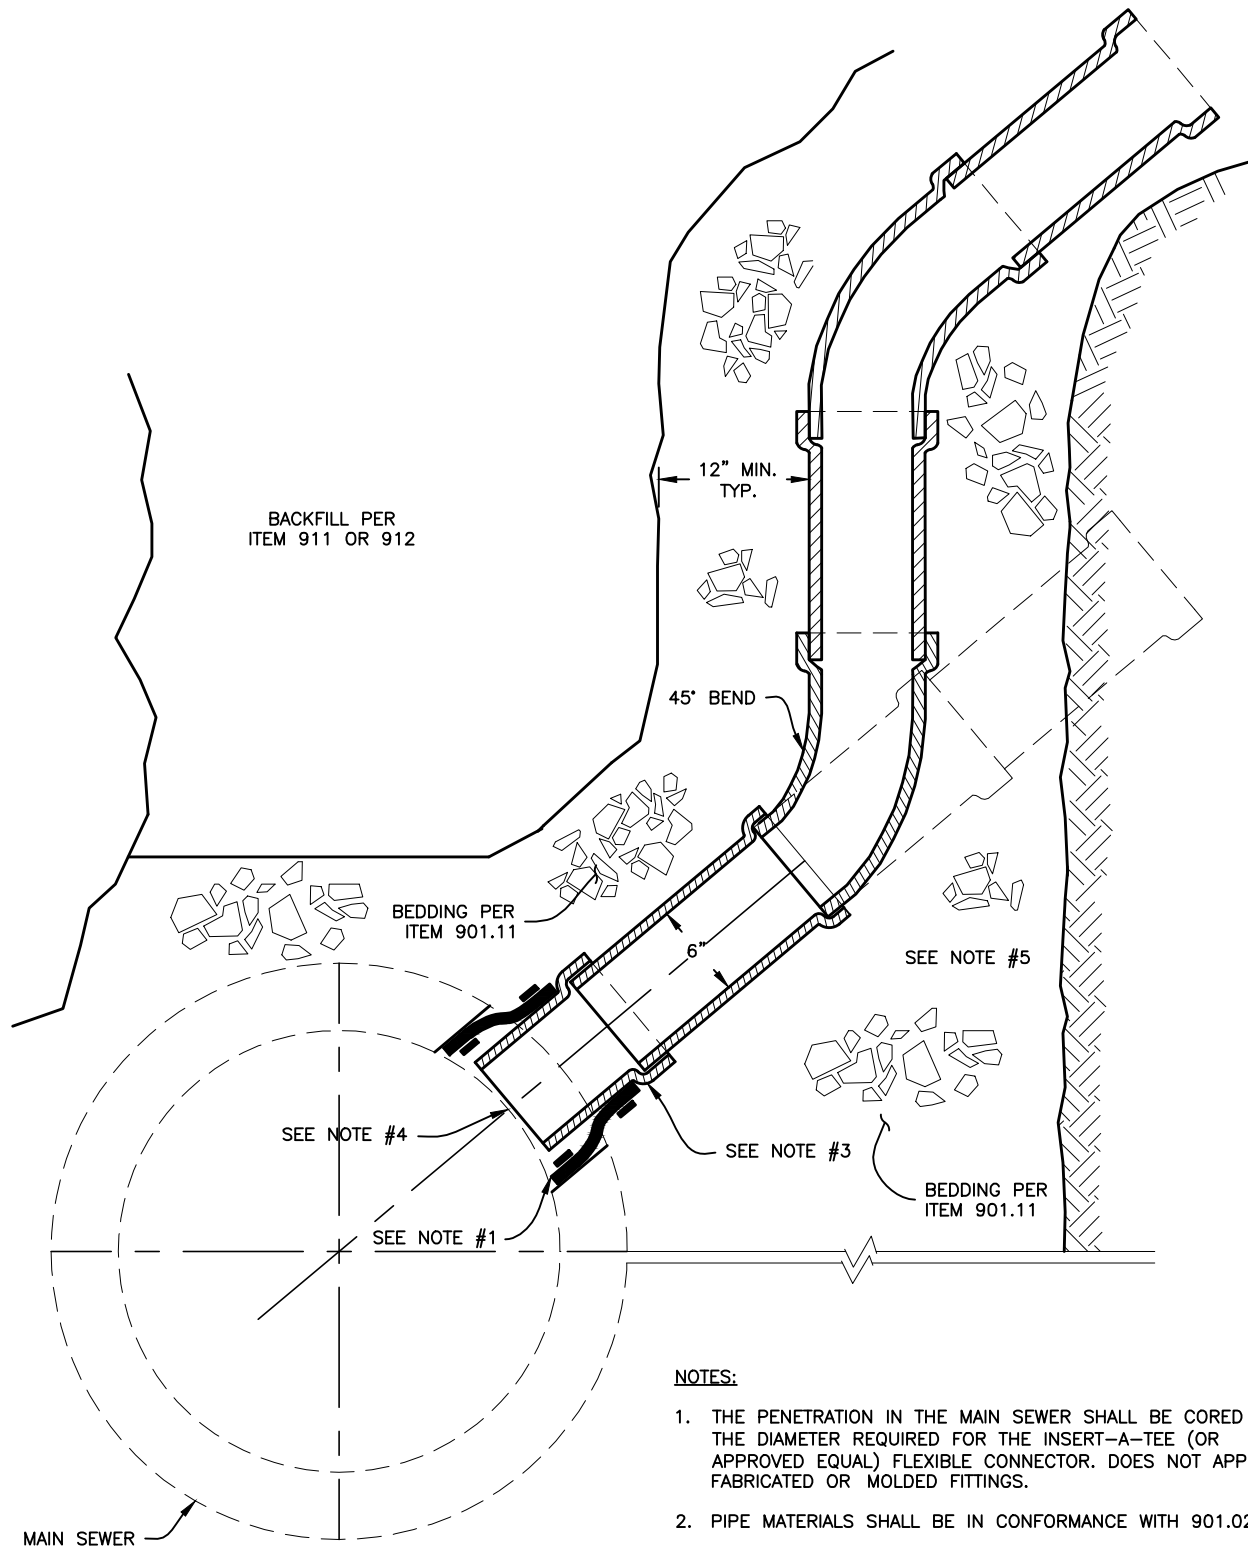 12" MIN.
TYP.
BACKFILL PER
ITEM 911 OR 912
45° BEND
BEDDING PER
ITEM 901.11
6"
SEE NOTE #5
SEE NOTE #4
SEE NOTE #3
BEDDING PER
ITEM 901.11
SEE NOTE #1
MAIN SEWER
NOTES:
1. THE PENETRATION IN THE MAIN SEWER SHALL BE CORED
THE DIAMETER REQUIRED FOR THE INSERT-A-TEE (OR
APPROVED EQUAL) FLEXIBLE CONNECTOR. DOES NOT APP
FABRICATED OR MOLDED FITTINGS.
2. PIPE MATERIALS SHALL BE IN CONFORMANCE WITH 901.02